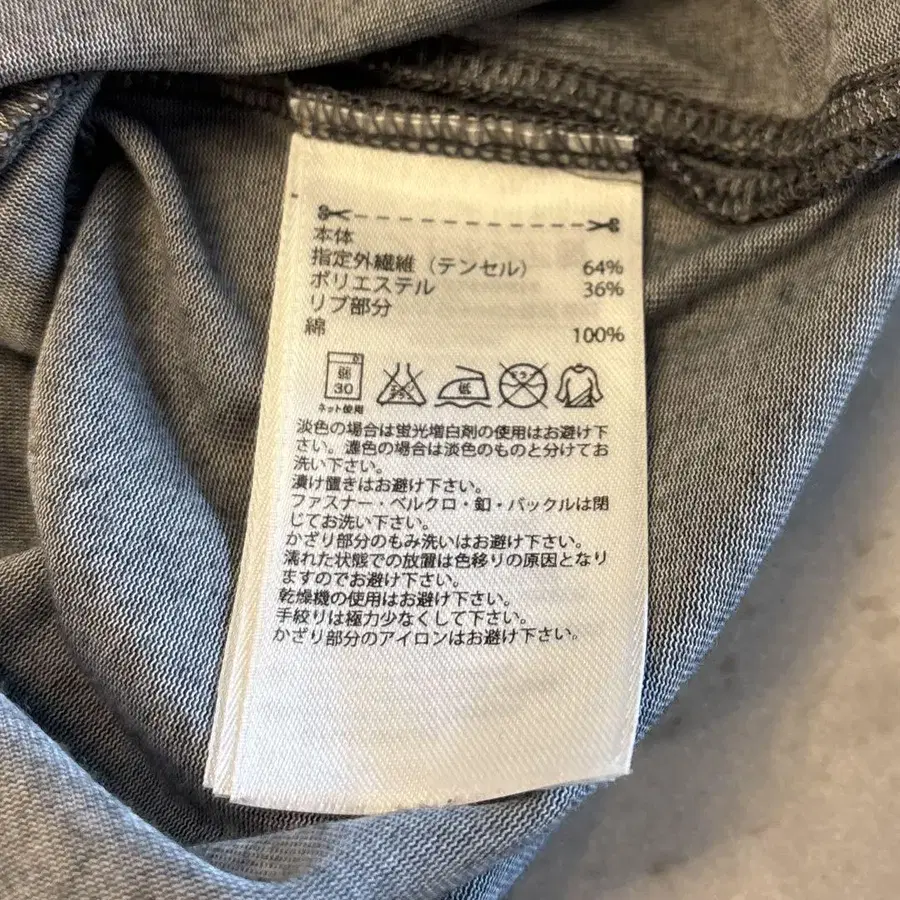 本体
指定外繊維（テンセル） 64%
ポリエステル 36%
リブ部分
綿 100%
弱
30
ネット使用
低
淡色の場合は蛍光増白剤の使用はお避け下
さい。濃色の場合は淡色のものと分けてお
洗い下さい。
漬け置きはお避け下さい。
ファスナー・ベルクロ・釦・バックルは閉
じてお洗い下さい。
かざり部分のもみ洗いはお避け下さい。
濡れた状態での放置は色移りの原因となり
ますのでお避け下さい。
乾燥機の使用はお避け下さい。
手絞りは極力少なくして下さい。
かざり部分のアイロンはお避け下さい。